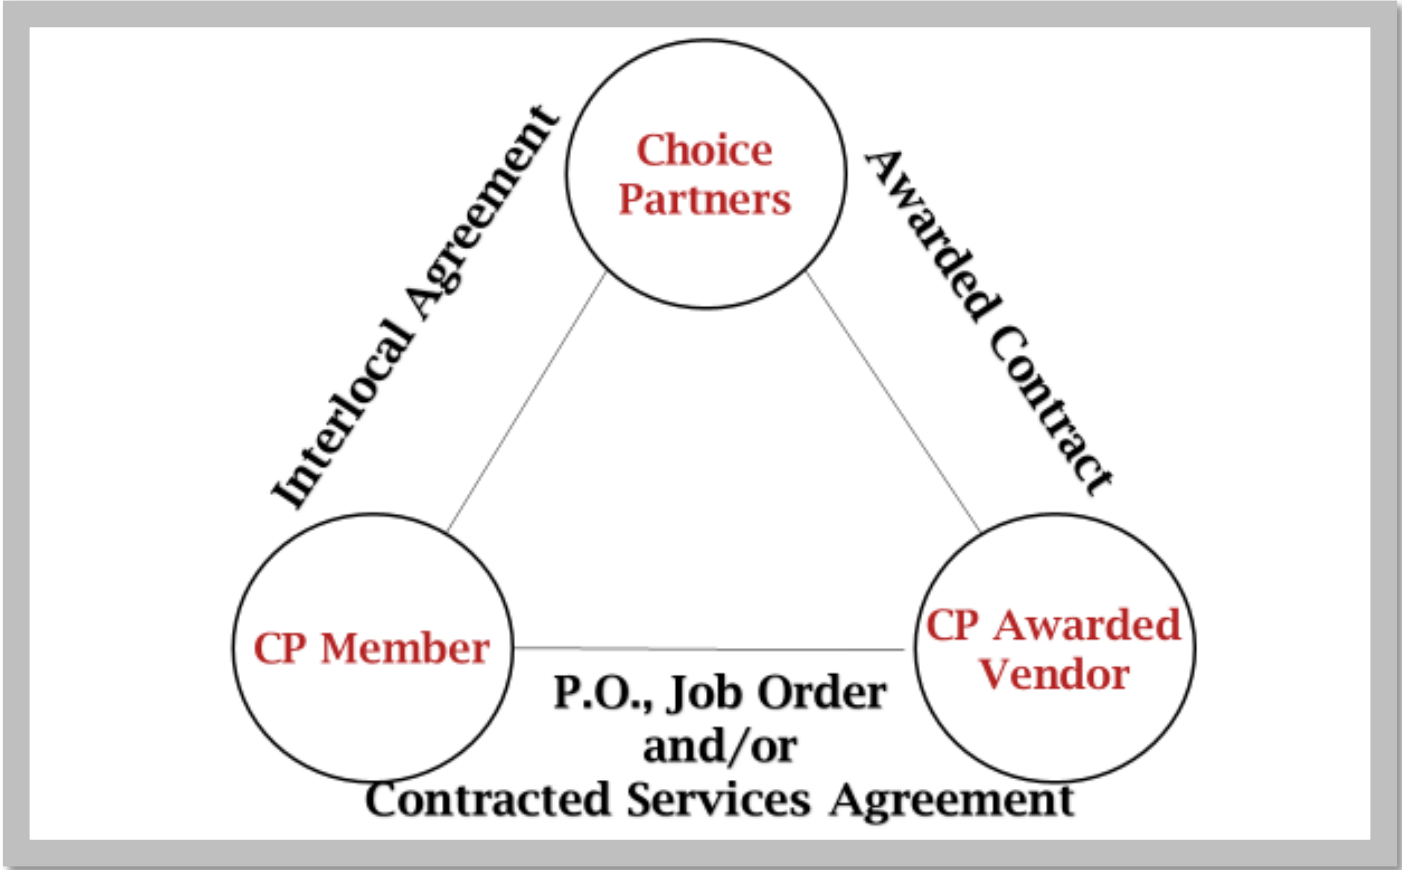 Choice
Partners
Interlocal Agreement
Awarded Contract
CP Member
CP Awarded
Vendor
P.O., Job Order
and/or
Contracted Services Agreement